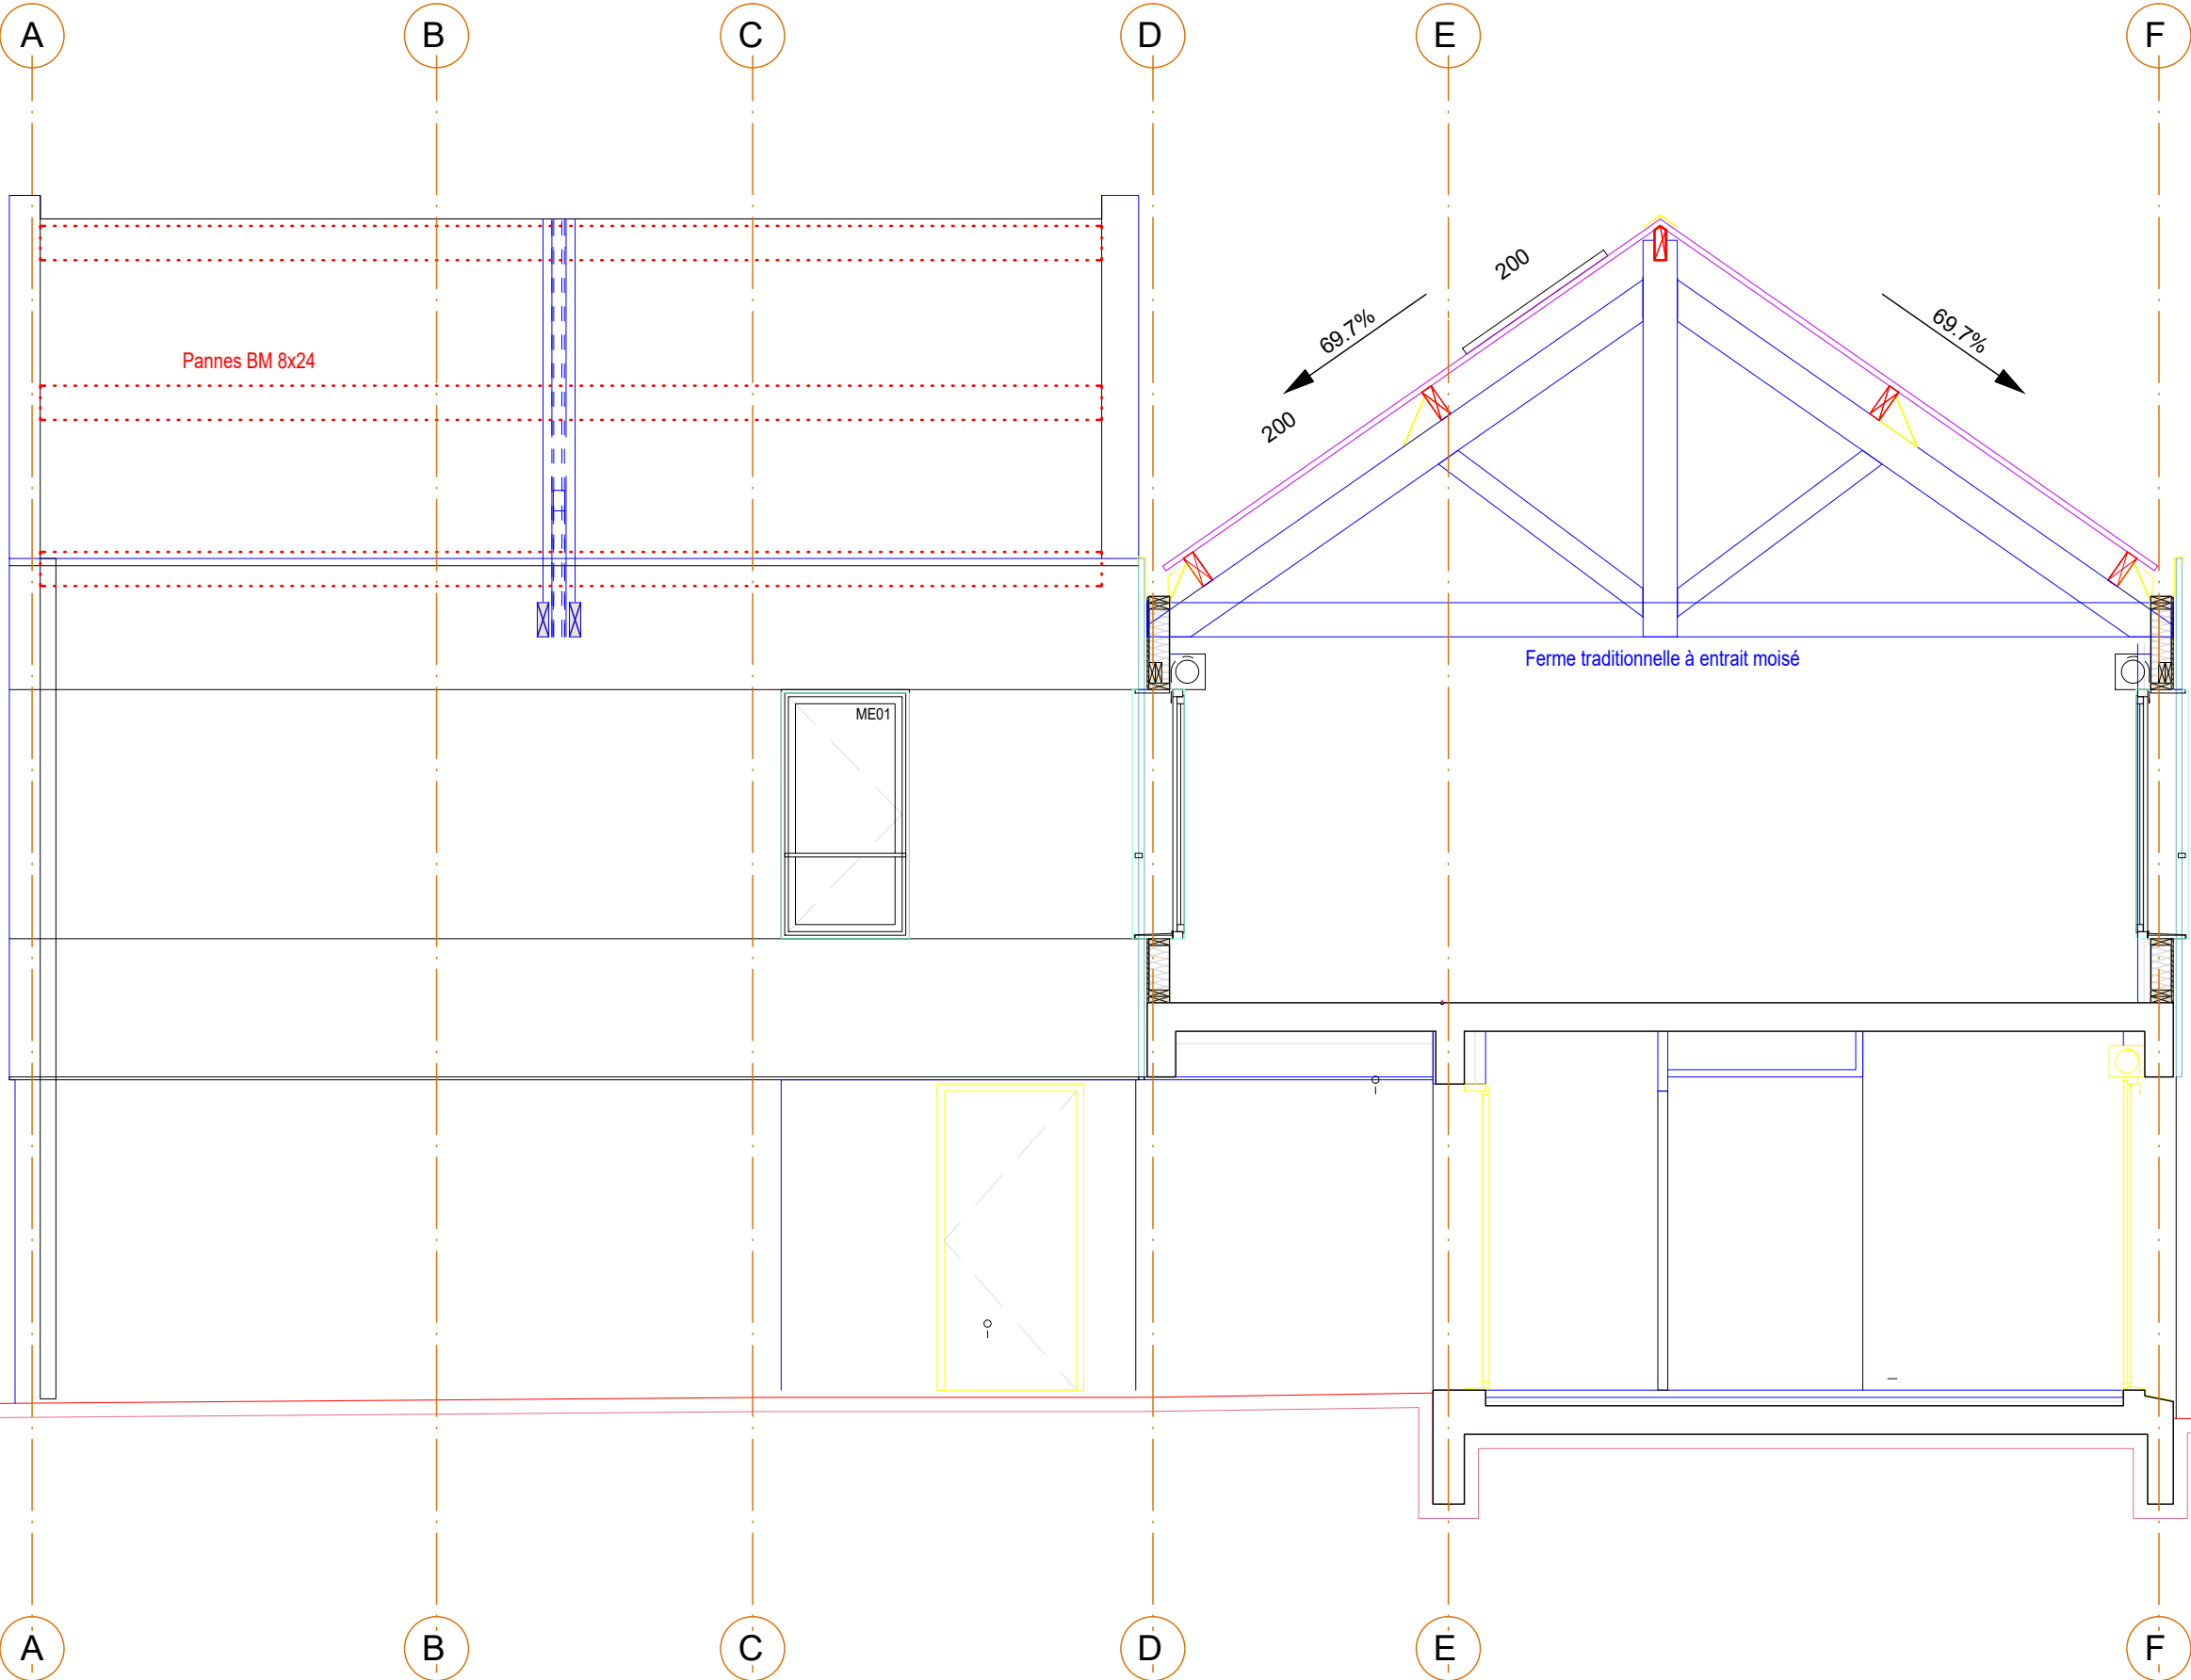 A B C D E F
200
69.7%
69.7%
Pannes BM 8x24
200
Ferme traditionnelle à entrait moisé
ME01
A B C D E F